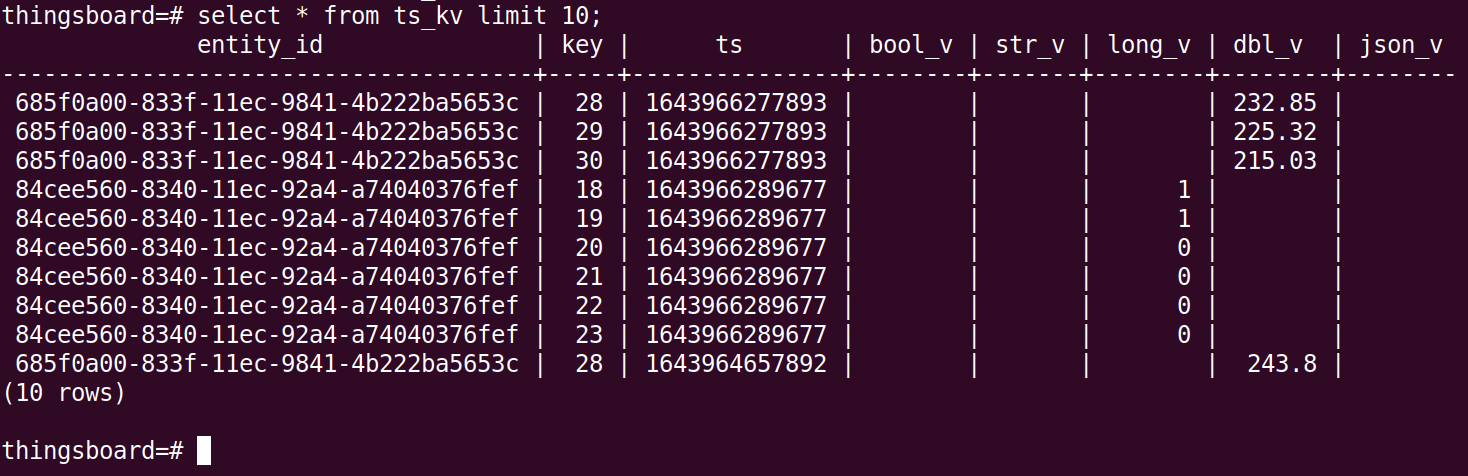 thingsboard=# select * from ts_kv limit 10;
              entity_id               | key |      ts       | bool_v | str_v | long_v | dbl_v  | json_v
--------------------------------------+-----+---------------+--------+-------+--------+--------+--------
 685f0a00-833f-11ec-9841-4b222ba5653c |  28 | 1643966277893 |        |       |        | 232.85 |
 685f0a00-833f-11ec-9841-4b222ba5653c |  29 | 1643966277893 |        |       |        | 225.32 |
 685f0a00-833f-11ec-9841-4b222ba5653c |  30 | 1643966277893 |        |       |        | 215.03 |
 84cee560-8340-11ec-92a4-a74040376fef |  18 | 1643966289677 |        |       |      1 |        |
 84cee560-8340-11ec-92a4-a74040376fef |  19 | 1643966289677 |        |       |      1 |        |
 84cee560-8340-11ec-92a4-a74040376fef |  20 | 1643966289677 |        |       |      0 |        |
 84cee560-8340-11ec-92a4-a74040376fef |  21 | 1643966289677 |        |       |      0 |        |
 84cee560-8340-11ec-92a4-a74040376fef |  22 | 1643966289677 |        |       |      0 |        |
 84cee560-8340-11ec-92a4-a74040376fef |  23 | 1643966289677 |        |       |      0 |        |
 685f0a00-833f-11ec-9841-4b222ba5653c |  28 | 1643964657892 |        |       |        |  243.8 |
(10 rows)
thingsboard=#